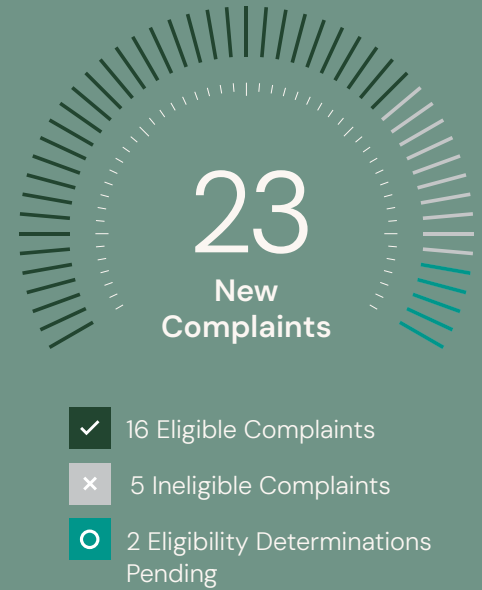 23
New
Complaints
16 Eligible Complaints
5 Ineligible Complaints
2 Eligibility Determinations
Pending